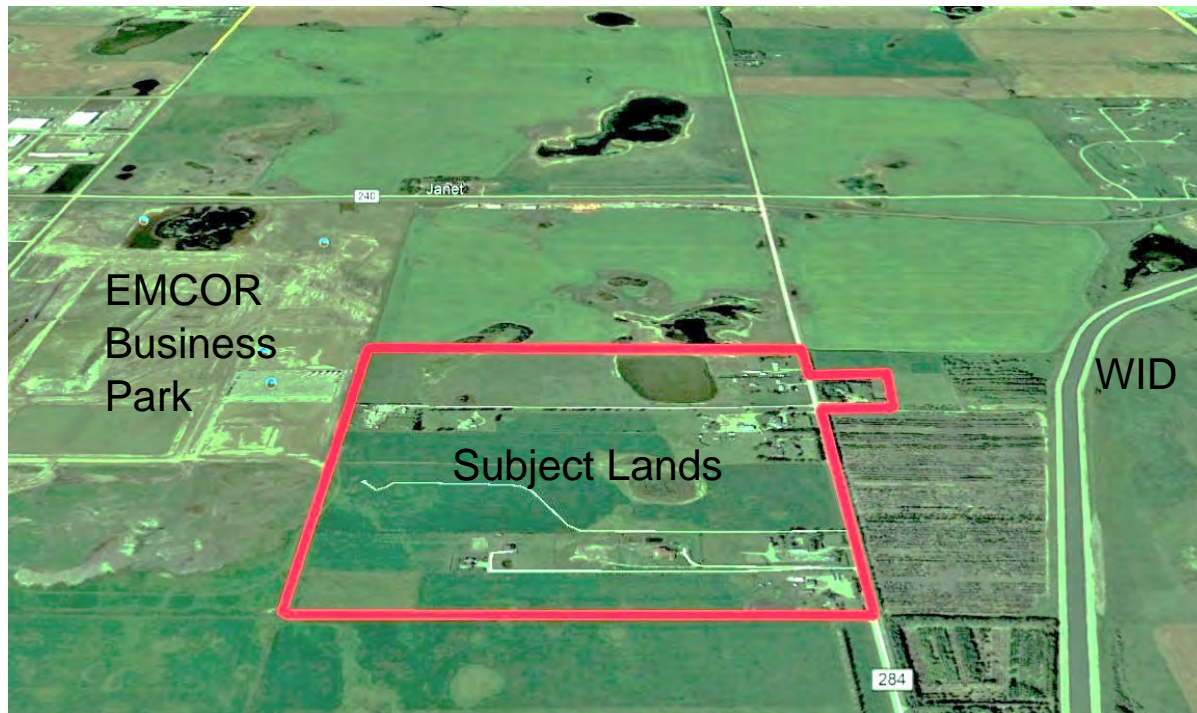 Janet
240
EMCOR
Business
Park
WID
Subject Lands
284